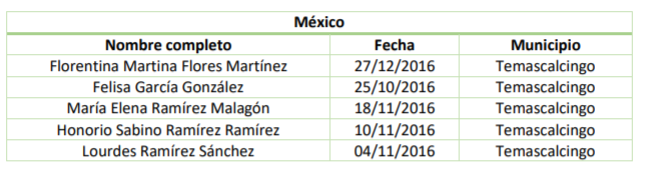 México
Nombre completo Fecha Municipio
Florentina Martina Flores Martínez 27/12/2016 Temascalcingo
Felisa García González 25/10/2016 Temascalcingo
María Elena Ramírez Malagón 18/11/2016 Temascalcingo
Honorio Sabino Ramírez Ramírez 10/11/2016 Temascalcingo
Lourdes Ramírez Sánchez 04/11/2016 Temascalcingo